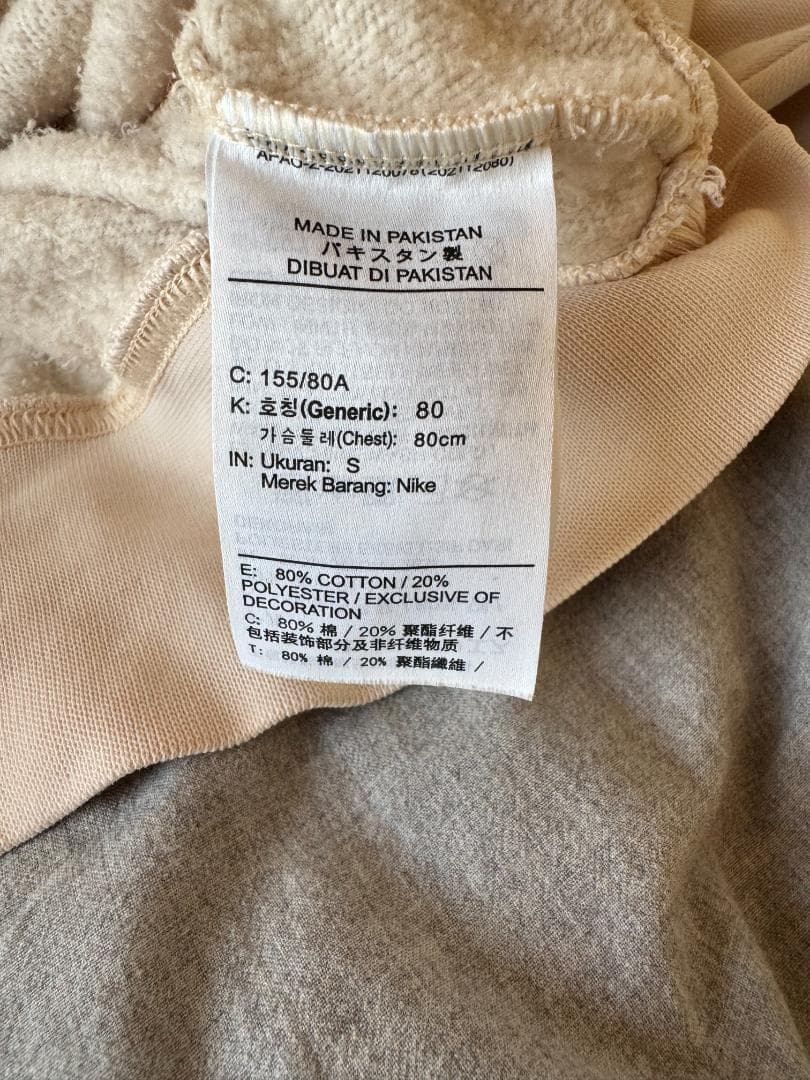 MADE IN PAKISTAN
パキスタン製
DIBUAT DI PAKISTAN
C: 155/80A
K: 호칭(Generic): 80
가슴둘레(Chest): 80cm
IN: Ukuran: S
Merek Barang: Nike
E: 80% COTTON / 20%
POLYESTER / EXCLUSIVE OF
DECORATION
C: 80% 棉 / 20% 聚酯纤维 / 不
包括装饰部分及非纤维物质
T: 80% 棉 / 20% 聚酯纖維 /